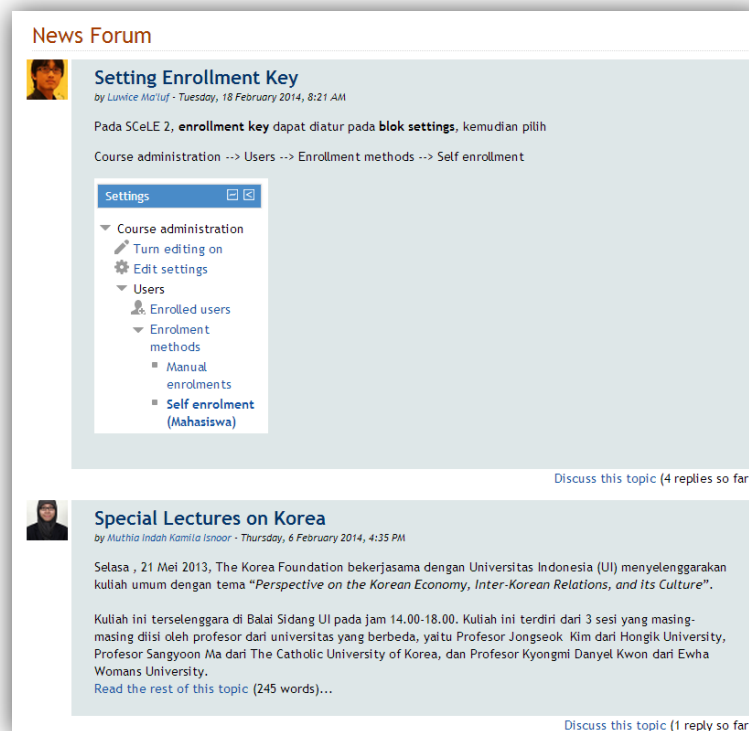 News Forum
Setting Enrollment Key
by Luwice Ma'luf - Tuesday, 18 February 2014, 8:21 AM
Pada SCeLE 2, enrollment key dapat diatur pada blok settings, kemudian pilih
Course administration --> Users --> Enrollment methods --> Self enrollment
Settings
Course administration
Turn editing on
Edit settings
Users
Enrolled users
Enrolment
methods
Manual
enrolments
Self enrolment
(Mahasiswa)
Discuss this topic (4 replies so far
Special Lectures on Korea
by Muthia Indah Kamila Isnoor - Thursday, 6 February 2014, 4:35 PM
Selasa , 21 Mei 2013, The Korea Foundation bekerjasama dengan Universitas Indonesia (UI) menyelenggarakan
kuliah umum dengan tema “Perspective on the Korean Economy, Inter-Korean Relations, and its Culture”.
Kuliah ini terselenggara di Balai Sidang UI pada jam 14.00-18.00. Kuliah ini terdiri dari 3 sesi yang masing-
masing diisi oleh profesor dari universitas yang berbeda, yaitu Profesor Jongseok Kim dari Hongik University,
Profesor Sangyoon Ma dari The Catholic University of Korea, dan Profesor Kyongmi Danyel Kwon dari Ewha
Womans University.
Read the rest of this topic (245 words)...
Discuss this topic (1 reply so far